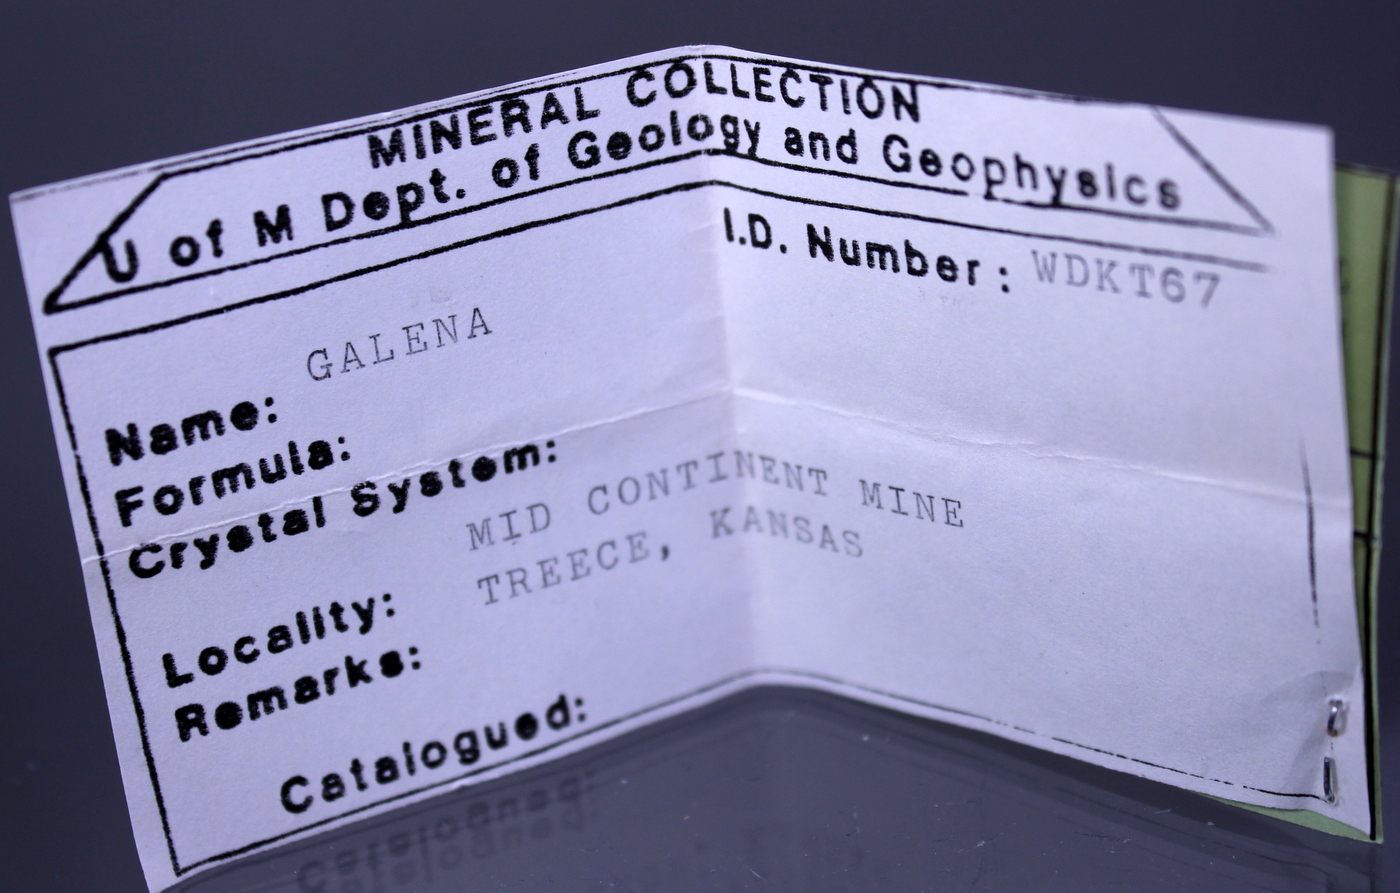 MINERAL COLLECTION
U of M Dept. of Geology and Geophysics
I.D. Number: WDKT67
GALENA
Name:
Formula:
Crystal System:
MID CONTINENT MINE
TREECE, KANSAS
Locality:
Remarks:
Catalogued: